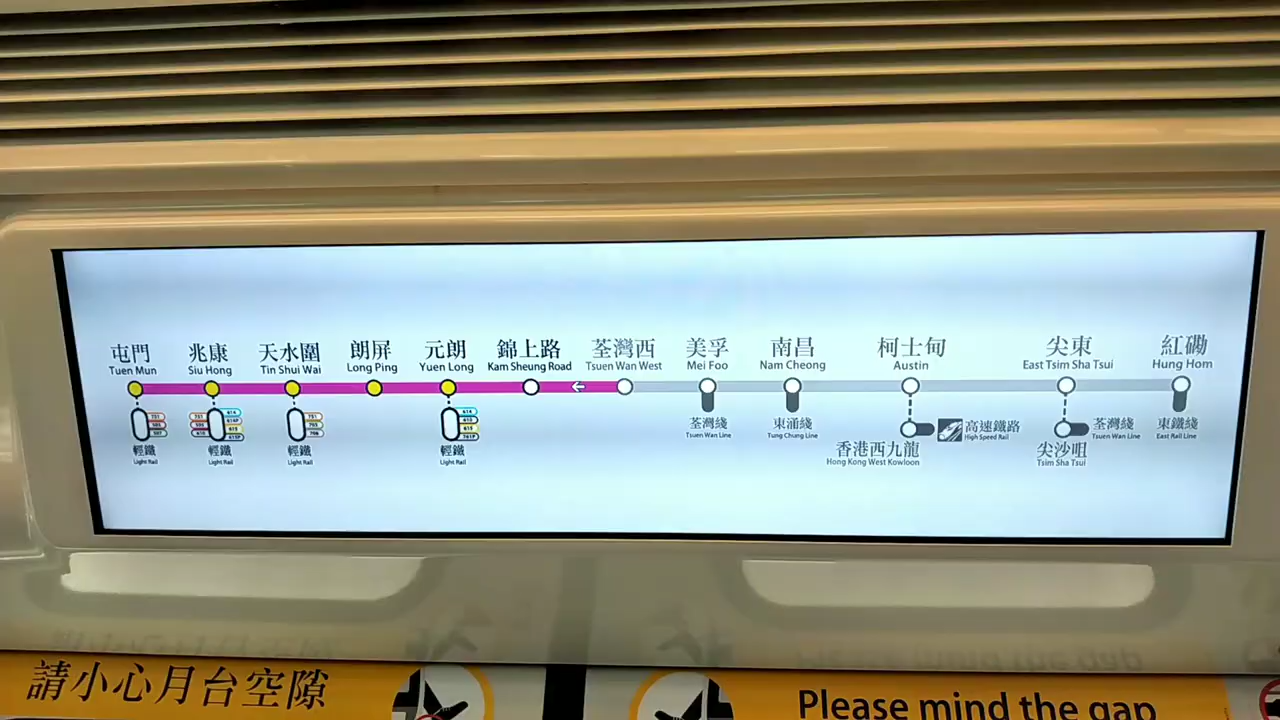 屯門 兆康 天水圍 朗屏 元朗 錦上路 荃灣西 美孚 南昌 柯士甸 尖東 紅磡
Tuen Mun Siu Hong Tin Shui Wai Long Ping Yuen Long Kam Sheung Road Tsuen Wan West Mei Foo Nam Cheong Austin East Tsim Sha Tsui Hung Hom
輕鐵 輕鐵 輕鐵 輕鐵 荃灣綫 東涌綫 高速鐵路 荃灣綫 東鐵綫
Light Rail Light Rail Light Rail Light Rail Tsuen Wan Line Tung Chung Line High Speed Rail Tsuen Wan Line East Rail Line
香港西九龍 尖沙咀
Hong Kong West Kowloon Tsim Sha Tsui
請小心月台空隙 Please mind the gap